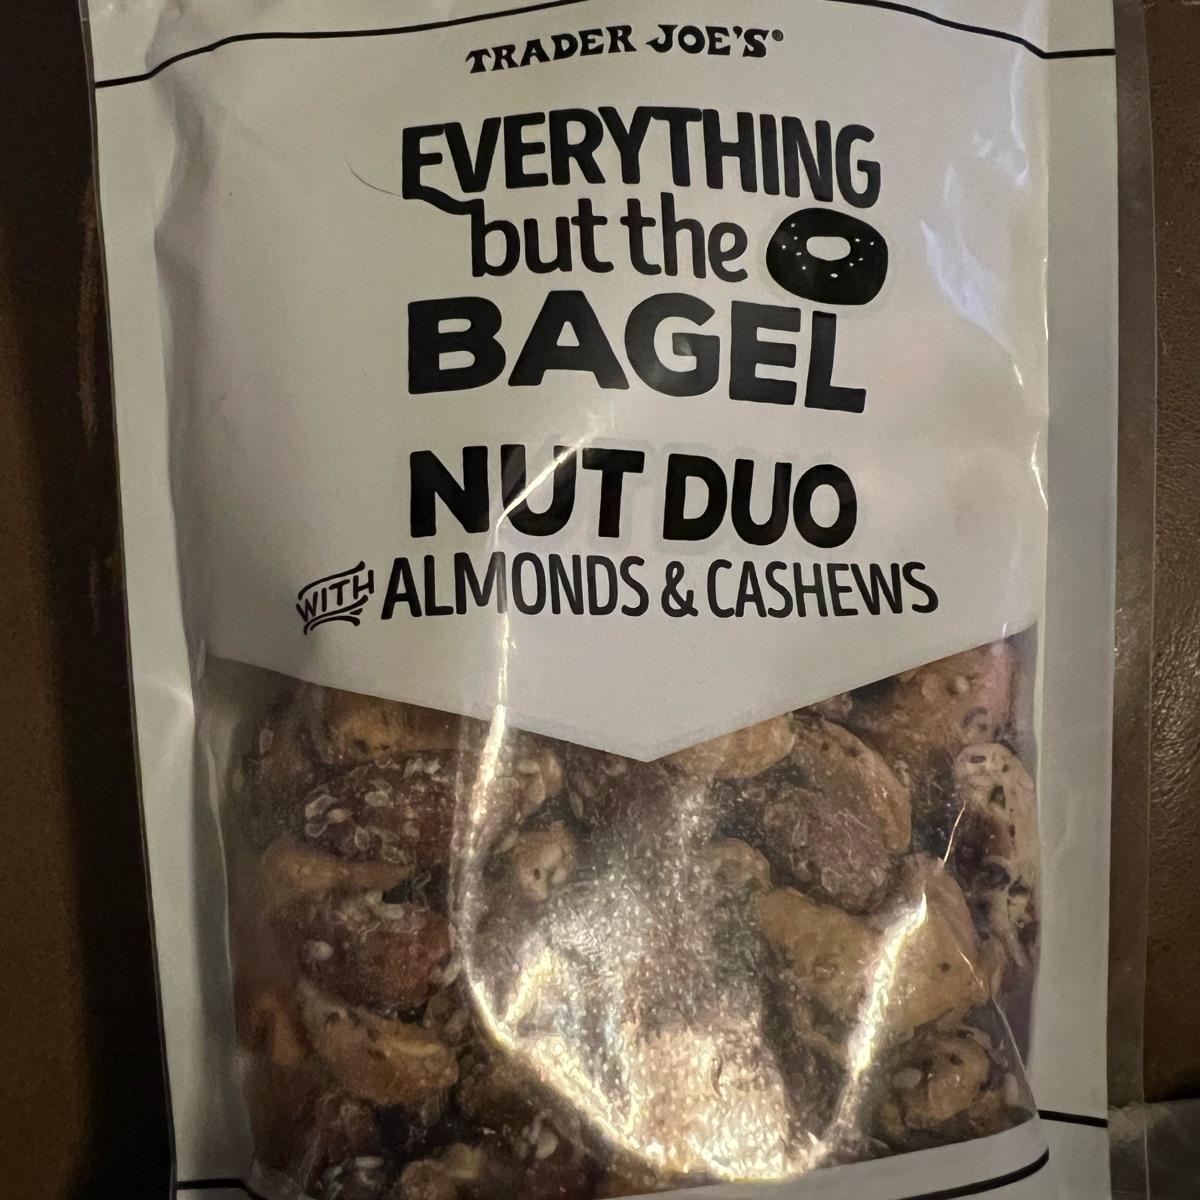 TRADER JOE'S®
EVERYTHING
but the
BAGEL
NUT DUO
WITH ALMONDS & CASHEWS